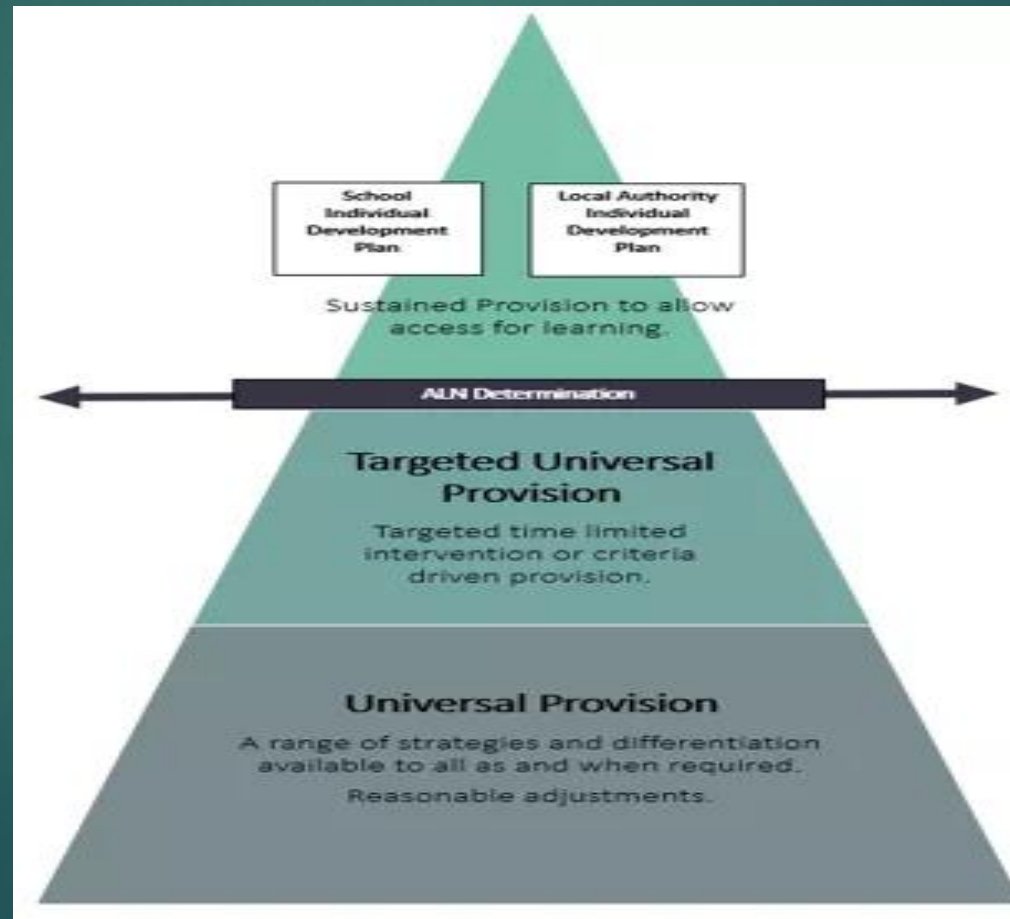 School
Individual
Development
Plan
Local Authority
Individual
Development
Plan
Sustained Provision to allow
access for learning.
ALN Determination
Targeted Universal
Provision
Targeted time limited
intervention or criteria
driven provision.
Universal Provision
A range of strategies and differentiation
available to all as and when required.
Reasonable adjustments.